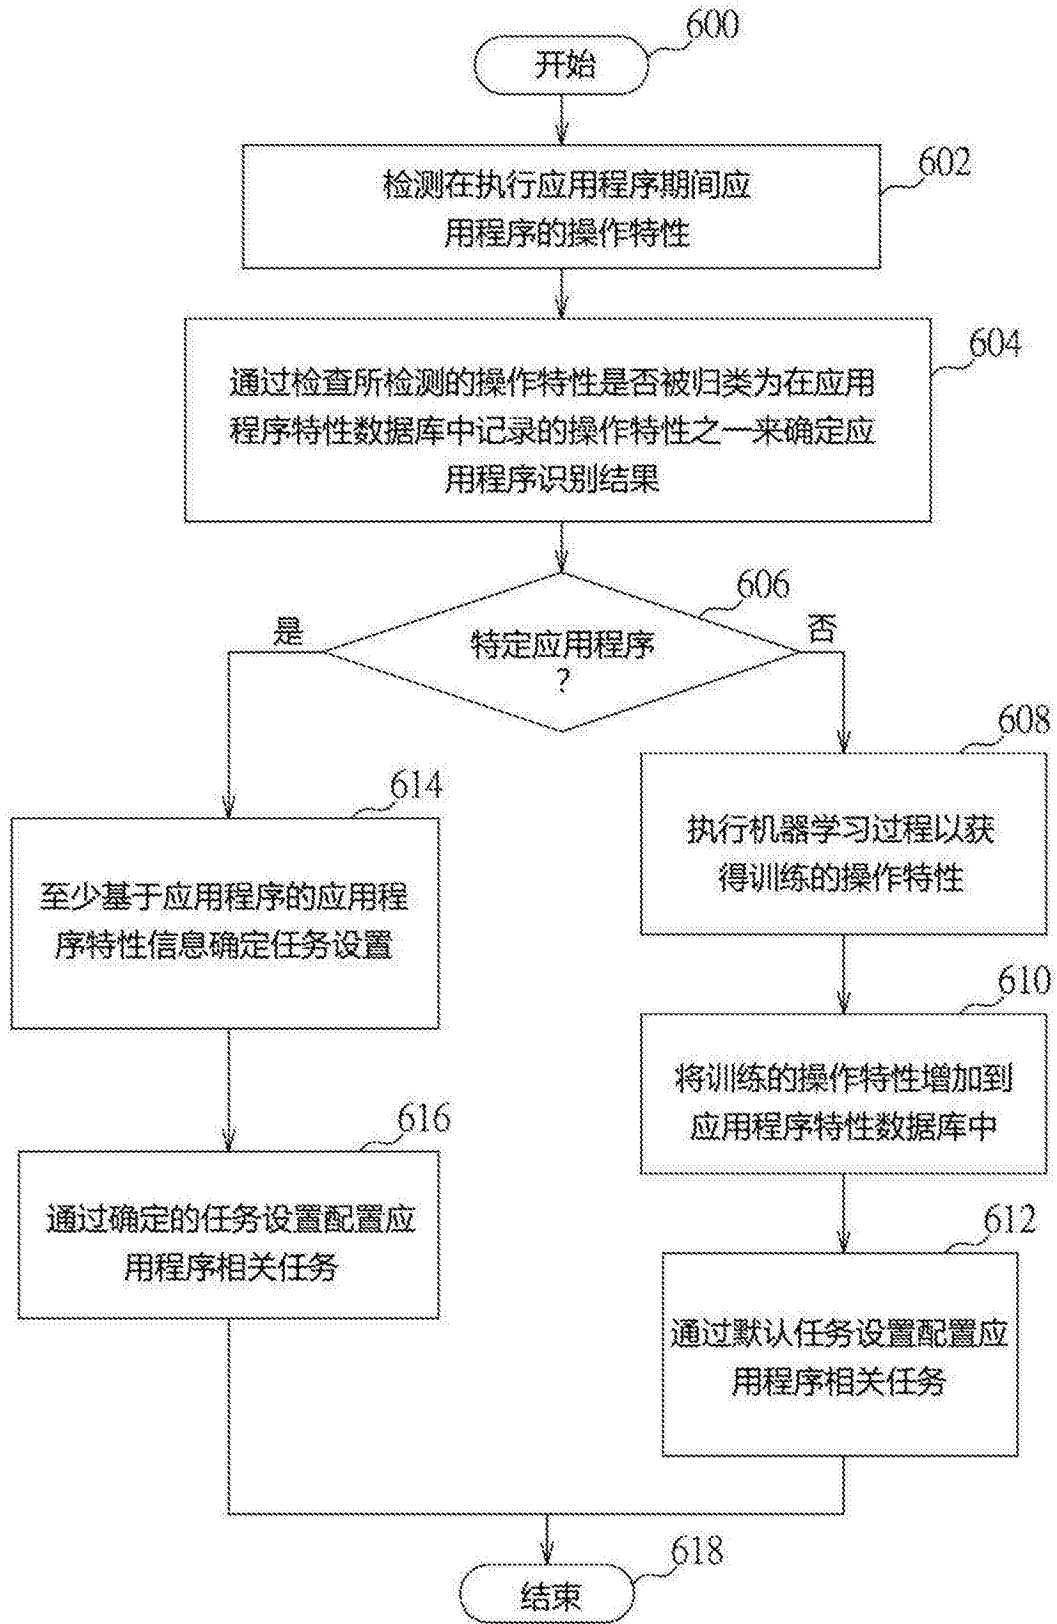 600
开始
602
检测在执行应用程序期间应
用程序的操作特性
604
通过检查所检测的操作特性是否被归类为在应用
程序特性数据库中记录的操作特性之一来确定应
用程序识别结果
606
是
特定应用程序
?
否
608
执行机器学习过程以获
得训练的操作特性
614
至少基于应用程序的应用程
序特性信息确定任务设置
610
将训练的操作特性增加到
应用程序特性数据库中
616
通过确定的任务设置配置应
用程序相关任务
612
通过默认任务设置配置应
用程序相关任务
618
结束